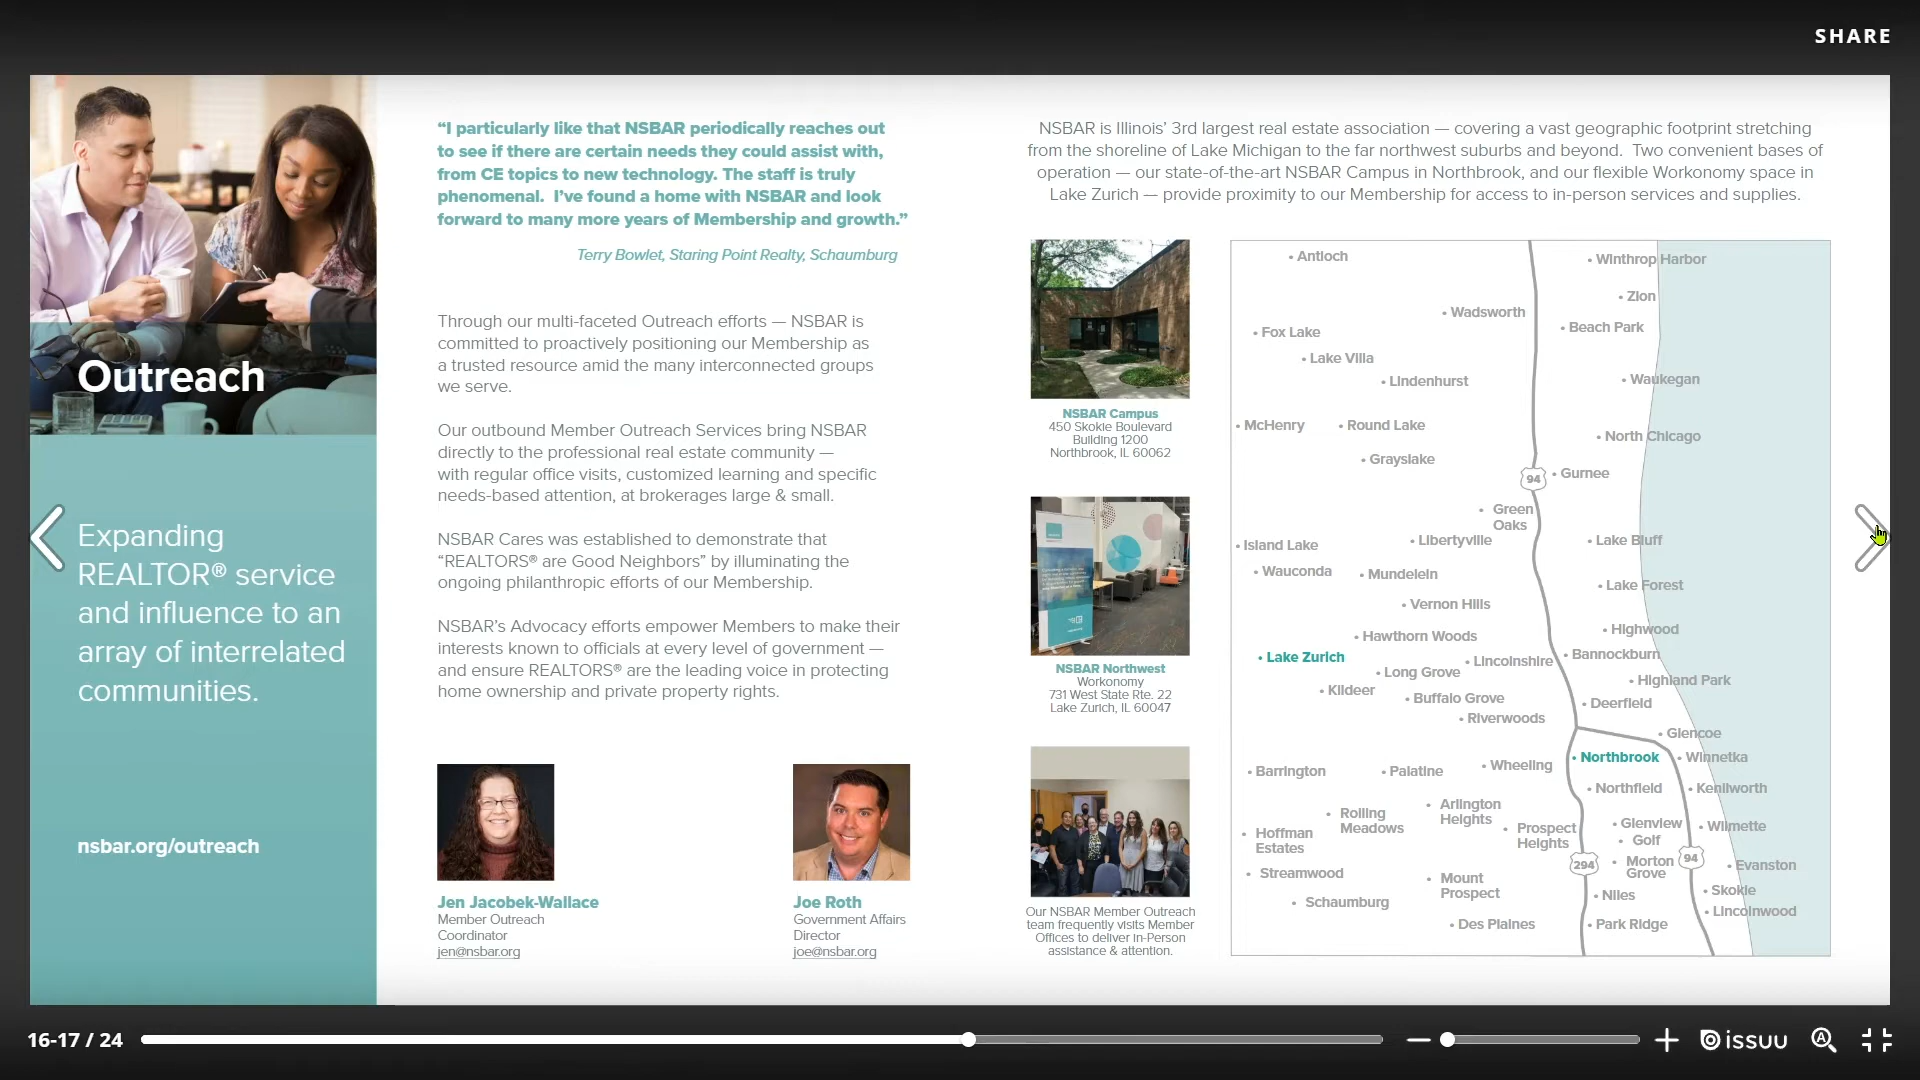 SHARE
Outreach
Expanding
REALTOR® service
and influence to an
array of interrelated
communities.
nsbar.org/outreach
“I particularly like that NSBAR periodically reaches out
to see if there are certain needs they could assist with,
from CE topics to new technology. The staff is truly
phenomenal.  I’ve found a home with NSBAR and look
forward to many more years of Membership and growth.”
Terry Bowlet, Staring Point Realty, Schaumburg
Through our multi-faceted Outreach efforts — NSBAR is
committed to proactively positioning our Membership as
a trusted resource amid the many interconnected groups
we serve.
Our outbound Member Outreach Services bring NSBAR
directly to the professional real estate community —
with regular office visits, customized learning and specific
needs-based attention, at brokerages large & small.
NSBAR Cares was established to demonstrate that
“REALTORS® are Good Neighbors” by illuminating the
ongoing philanthropic efforts of our Membership.
NSBAR’s Advocacy efforts empower Members to make their
interests known to officials at every level of government —
and ensure REALTORS® are the leading voice in protecting
home ownership and private property rights.
Jen Jacobek-Wallace
Member Outreach
Coordinator
jen@nsbar.org
Joe Roth
Government Affairs
Director
joe@nsbar.org
NSBAR is Illinois’ 3rd largest real estate association — covering a vast geographic footprint stretching
from the shoreline of Lake Michigan to the far northwest suburbs and beyond.  Two convenient bases of
operation — our state-of-the-art NSBAR Campus in Northbrook, and our flexible Workonomy space in
Lake Zurich — provide proximity to our Membership for access to in-person services and supplies.
NSBAR Campus
450 Skokie Boulevard
Building 1200
Northbrook, IL 60062
NSBAR Northwest
Workonomy
731 West State Rte. 22
Lake Zurich, IL 60047
Our NSBAR Member Outreach
team frequently visits Member
Offices to deliver in-Person
assistance & attention.
• Antioch
• Winthrop Harbor
• Zion
• Wadsworth
• Beach Park
• Fox Lake
• Lake Villa
• Lindenhurst
• Waukegan
• McHenry
• Round Lake
• North Chicago
• Grayslake
94
• Gurnee
• Green
Oaks
• Island Lake
• Libertyville
• Lake Bluff
• Wauconda
• Mundelein
• Lake Forest
• Vernon Hills
• Highwood
• Hawthorn Woods
• Lake Zurich
• Lincolnshire
• Bannockburn
• Long Grove
• Highland Park
• Kildeer
• Buffalo Grove
• Deerfield
• Riverwoods
• Glencoe
• Northbrook
• Winnetka
• Barrington
• Palatine
• Wheeling
• Northfield
• Kenilworth
• Arlington
Heights
• Rolling
Meadows
• Hoffman
Estates
• Prospect
Heights
• Glenview
• Golf
• Wilmette
294
• Morton
Grove
94
• Evanston
• Streamwood
• Mount
Prospect
• Niles
• Skokie
• Schaumburg
• Lincolnwood
• Des Plaines
• Park Ridge
16-17 / 24
issuu